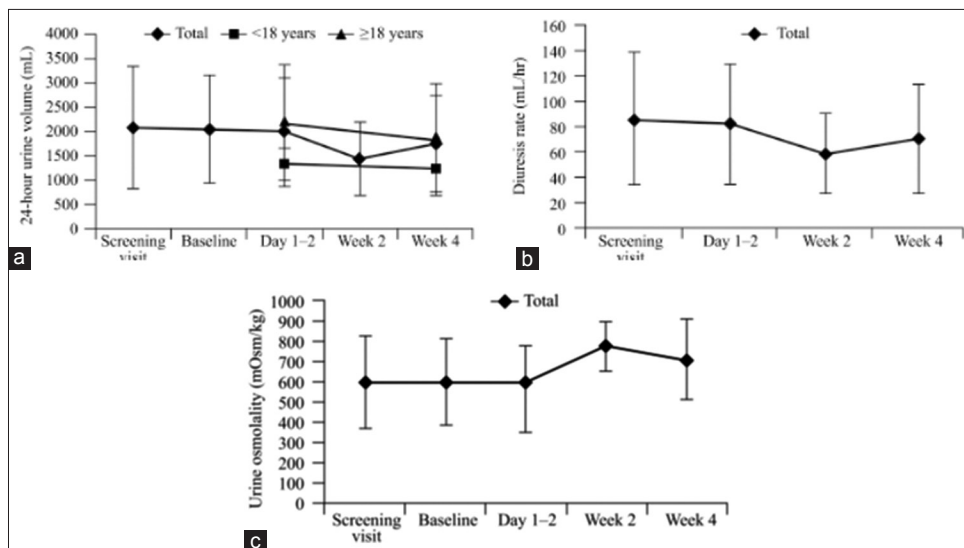 Total <18 years ≥18 years
24-hour urine volume (mL)
4000
3500
3000
2500
2000
1500
1000
500
0
Screening visit
Baseline
Day 1–2
Week 2
Week 4
a
Total
Diuresis rate (mL/hr)
160
140
120
100
80
60
40
20
0
Screening visit
Day 1–2
Week 2
Week 4
b
Total
Urine osmolality (mOsm/kg)
1000
900
800
700
600
500
400
300
200
100
0
Screening visit
Baseline
Day 1–2
Week 2
Week 4
c